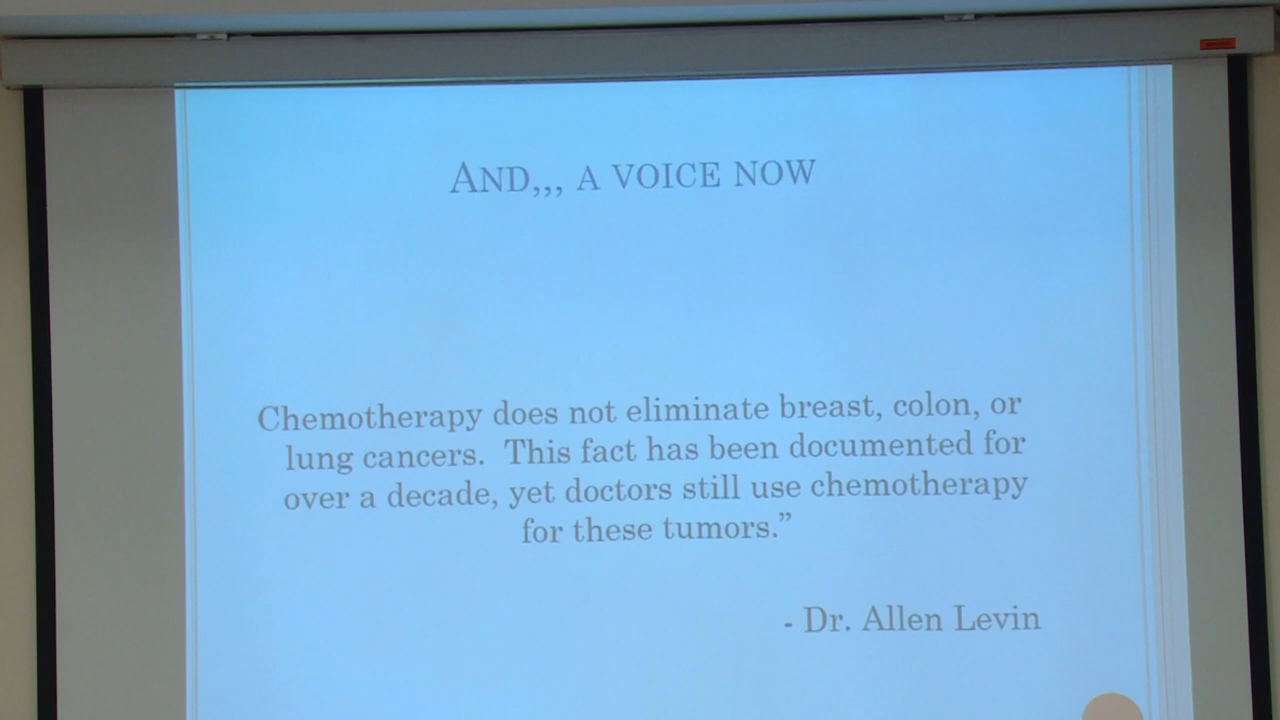 AND,,, A VOICE NOW
Chemotherapy does not eliminate breast, colon, or
lung cancers.  This fact has been documented for
over a decade, yet doctors still use chemotherapy
for these tumors.”
- Dr. Allen Levin